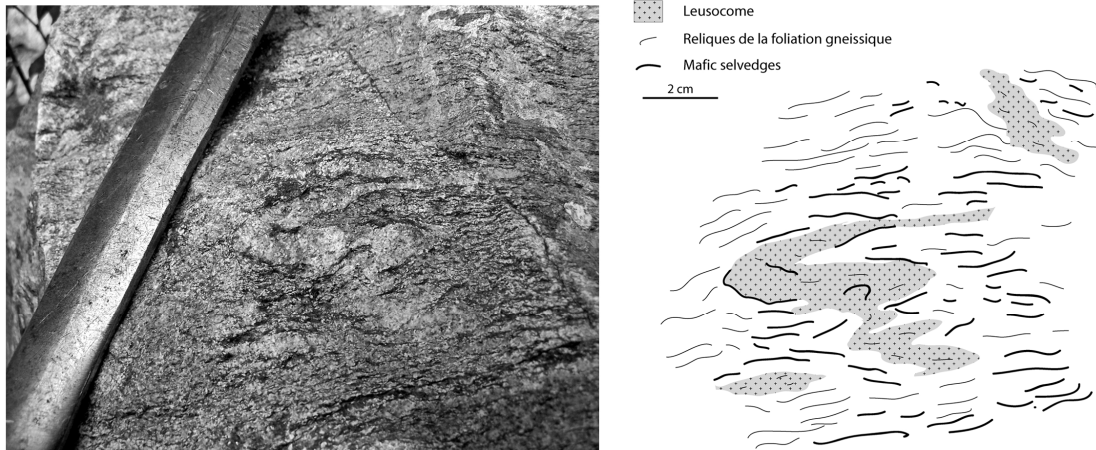 Leusocome
Reliques de la foliation gneissique
Mafic selvedges
2 cm